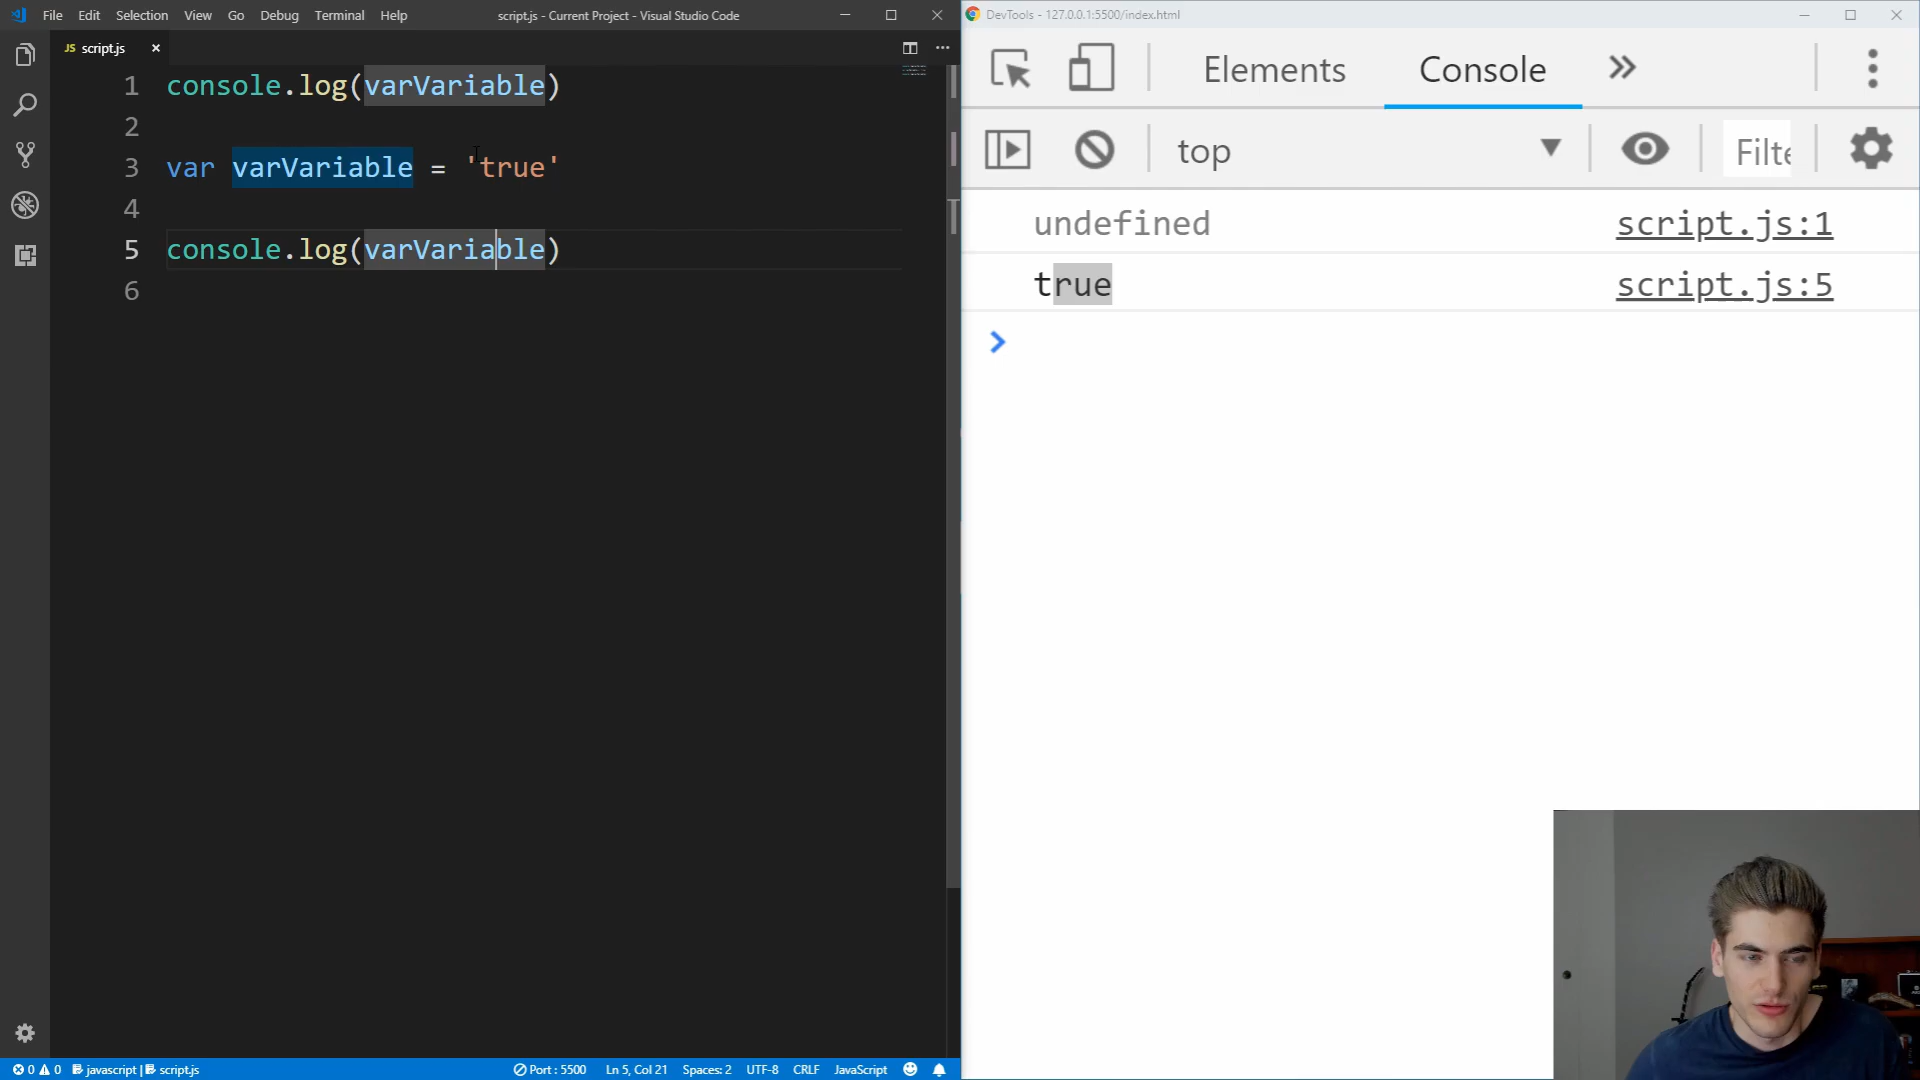 File Edit Selection View Go Debug Terminal Help script.js - Current Project - Visual Studio Code
JS script.js
1 console.log(varVariable)
2
3 var varVariable = 'true'
4
5 console.log(varVariable)
6
0 0 javascript | script.js Port : 5500 Ln 5, Col 21 Spaces: 2 UTF-8 CRLF JavaScript
DevTools - 127.0.0.1:5500/index.html
Elements Console
top Filte
undefined script.js:1
true script.js:5